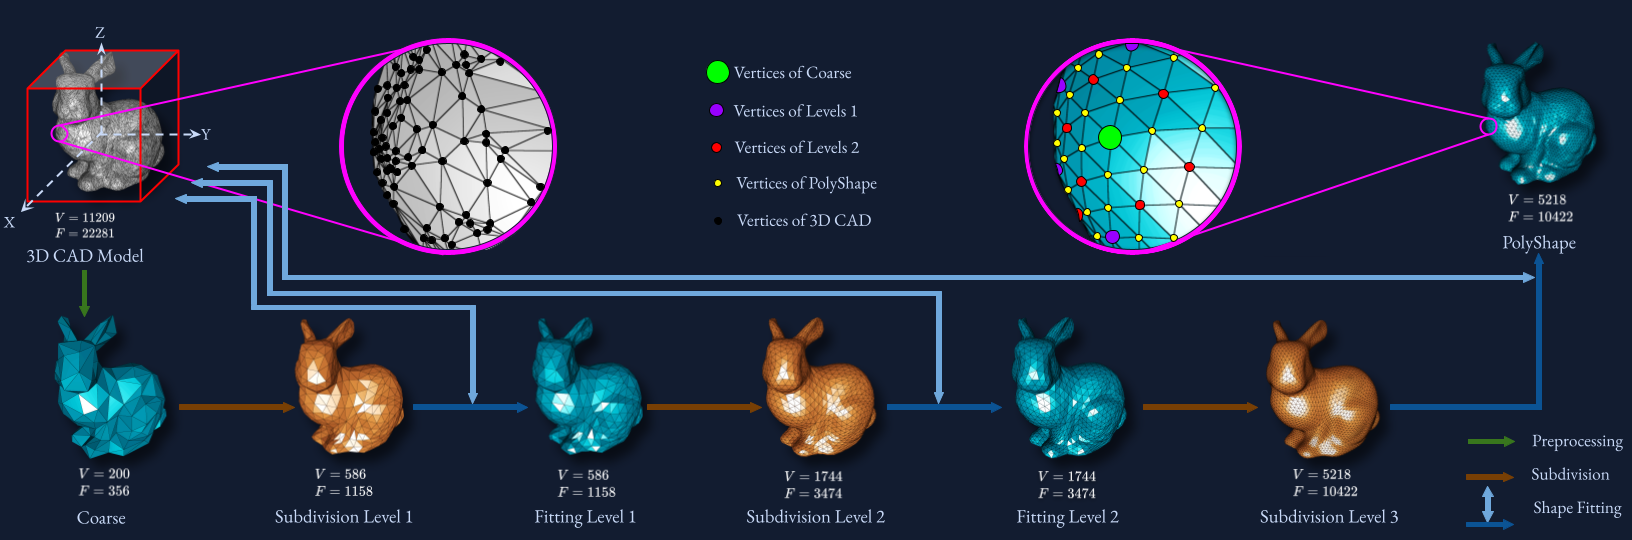 Z
Y
X
V = 11209
F = 22281
3D CAD Model
Vertices of Coarse
Vertices of Levels 1
Vertices of Levels 2
Vertices of PolyShape
Vertices of 3D CAD
V = 5218
F = 10422
PolyShape
V = 200
F = 356
Coarse
V = 586
F = 1158
Subdivision Level 1
V = 586
F = 1158
Fitting Level 1
V = 1744
F = 3474
Subdivision Level 2
V = 1744
F = 3474
Fitting Level 2
V = 5218
F = 10422
Subdivision Level 3
Preprocessing
Subdivision
Shape Fitting